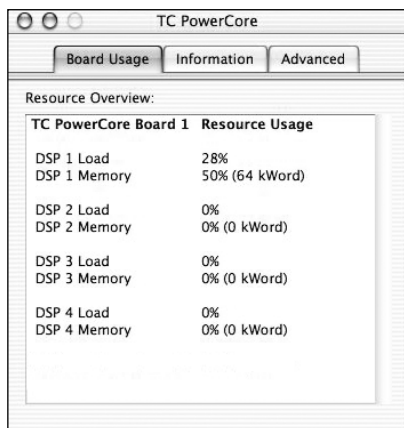 TC PowerCore
Board Usage Information Advanced
Resource Overview:
TC PowerCore Board 1 Resource Usage
DSP 1 Load 28%
DSP 1 Memory 50% (64 kWord)
DSP 2 Load 0%
DSP 2 Memory 0% (0 kWord)
DSP 3 Load 0%
DSP 3 Memory 0% (0 kWord)
DSP 4 Load 0%
DSP 4 Memory 0% (0 kWord)